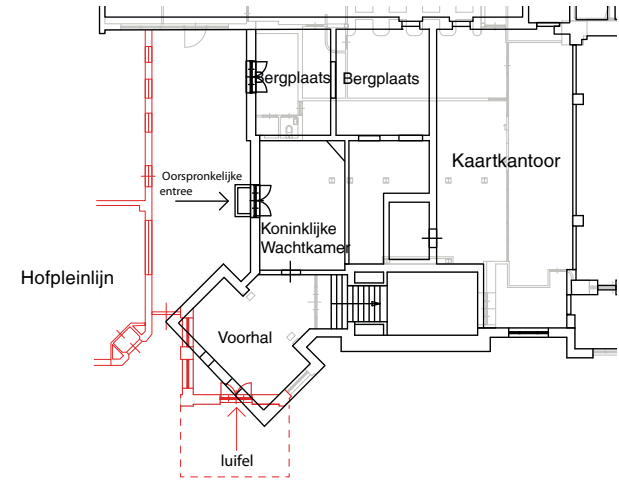 Bergplaats
Bergplaats
Kaartkantoor
Oorspronkelijke
entree
Koninklijke
Wachtkamer
Hofpleinlijn
Voorhal
luifel